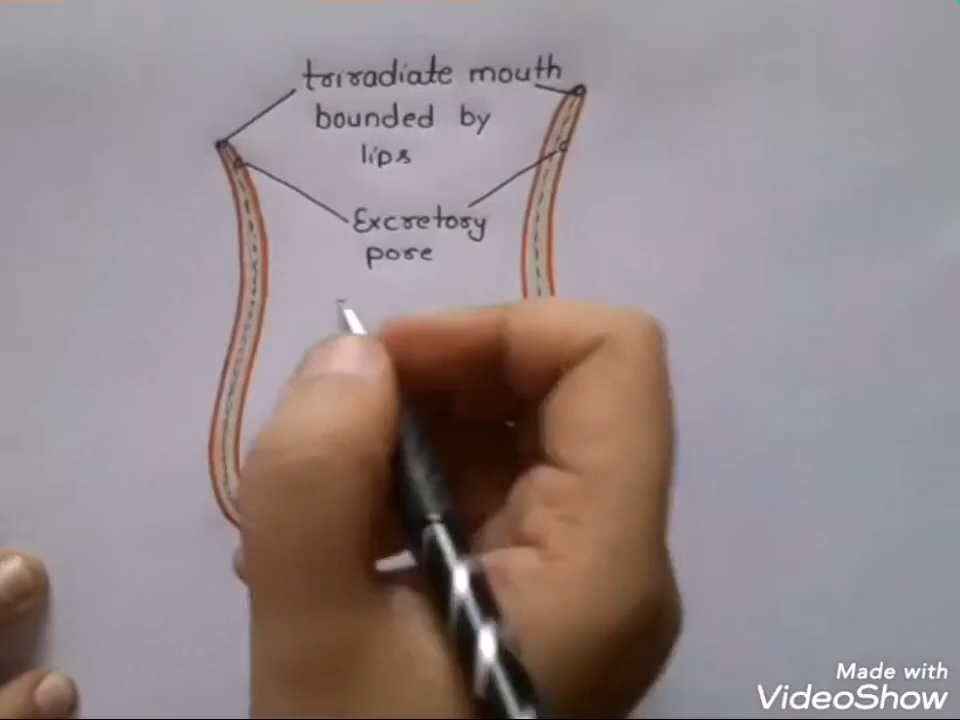 triradiate mouth
bounded by
lips
Excretory
pore
Made with
VideoShow